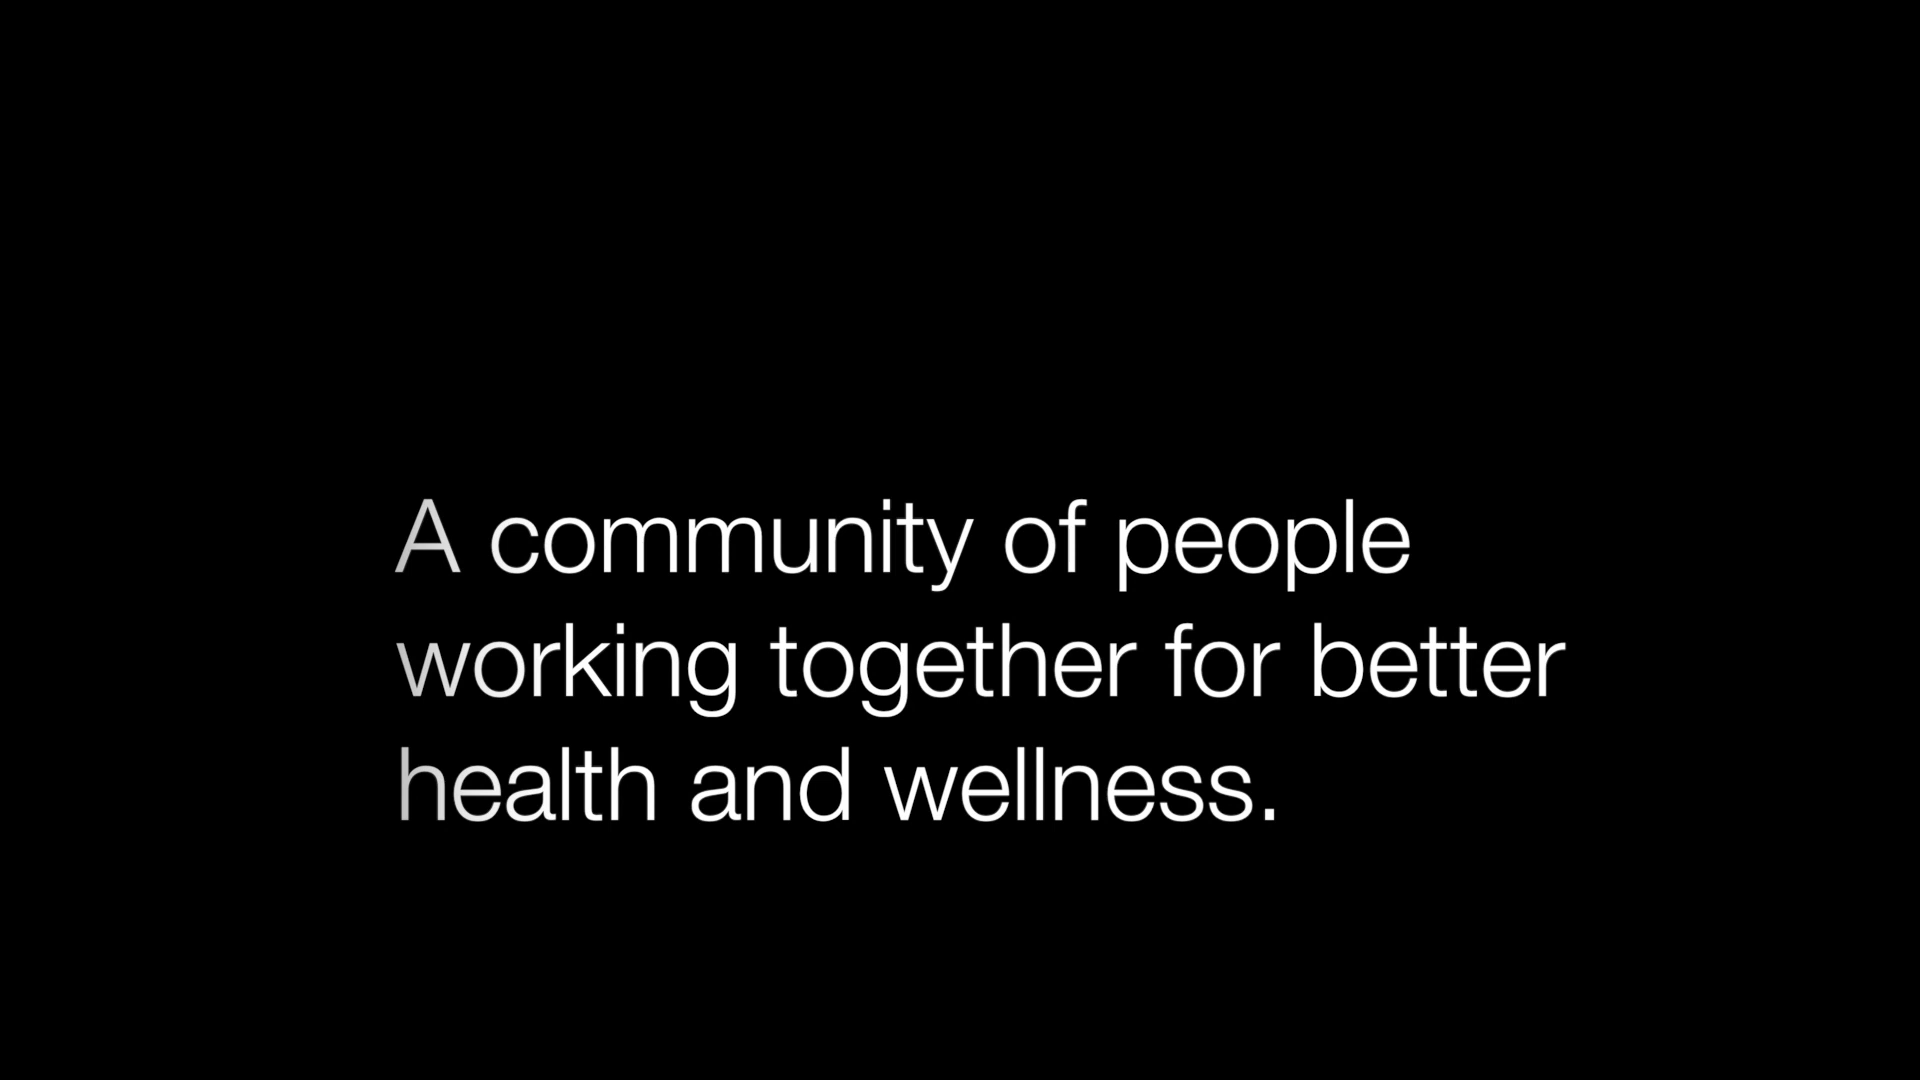 A community of people
working together for better
health and wellness.